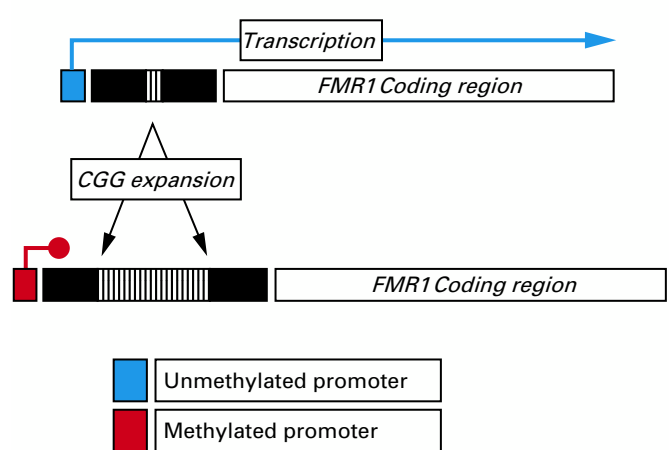 Transcription
FMR1 Coding region
CGG expansion
FMR1 Coding region
Unmethylated promoter
Methylated promoter